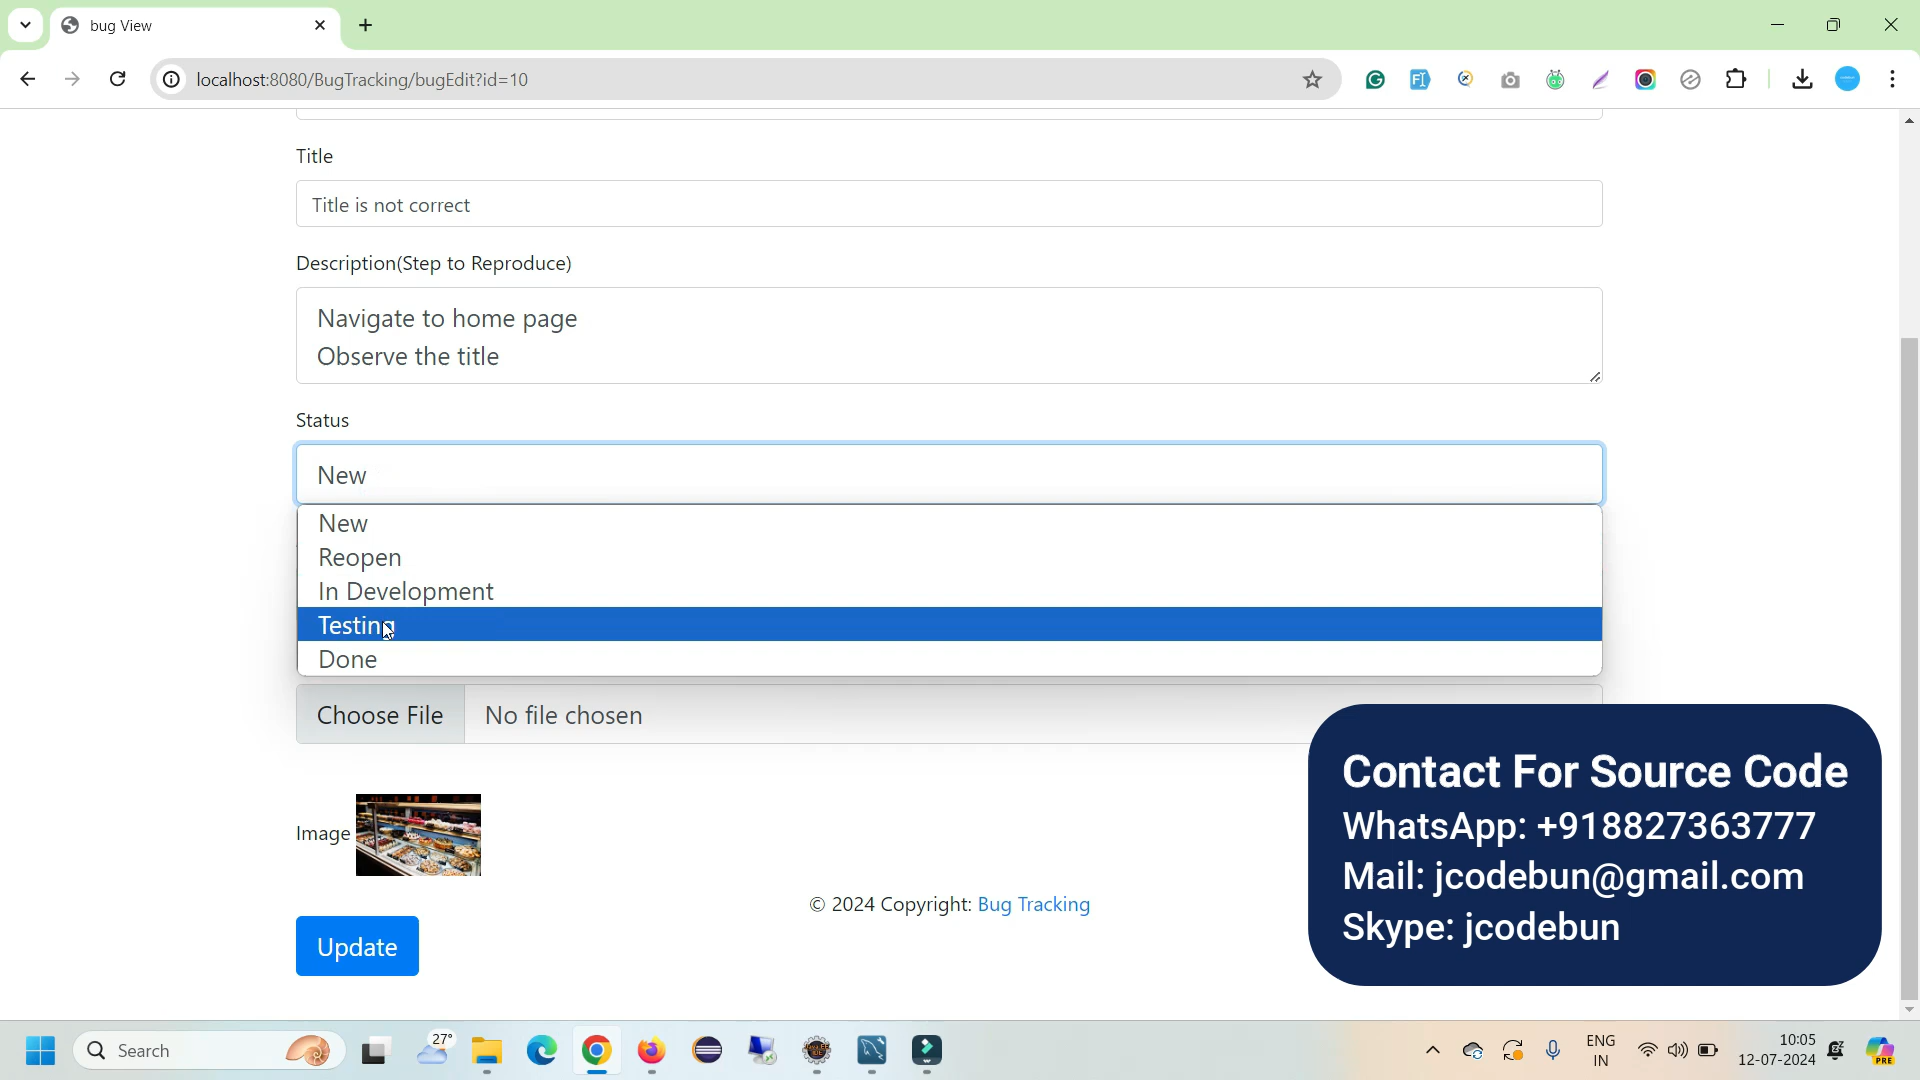 bug View
localhost:8080/BugTracking/bugEdit?id=10
Title
Title is not correct
Description(Step to Reproduce)
Navigate to home page
Observe the title
Status
New
New
Reopen
In Development
Testing
Done
Choose File
No file chosen
Image
© 2024 Copyright: Bug Tracking
Update
Contact For Source Code
WhatsApp: +918827363777
Mail: jcodebun@gmail.com
Skype: jcodebun
Search
27°
ENG
IN
10:05
12-07-2024
PRE